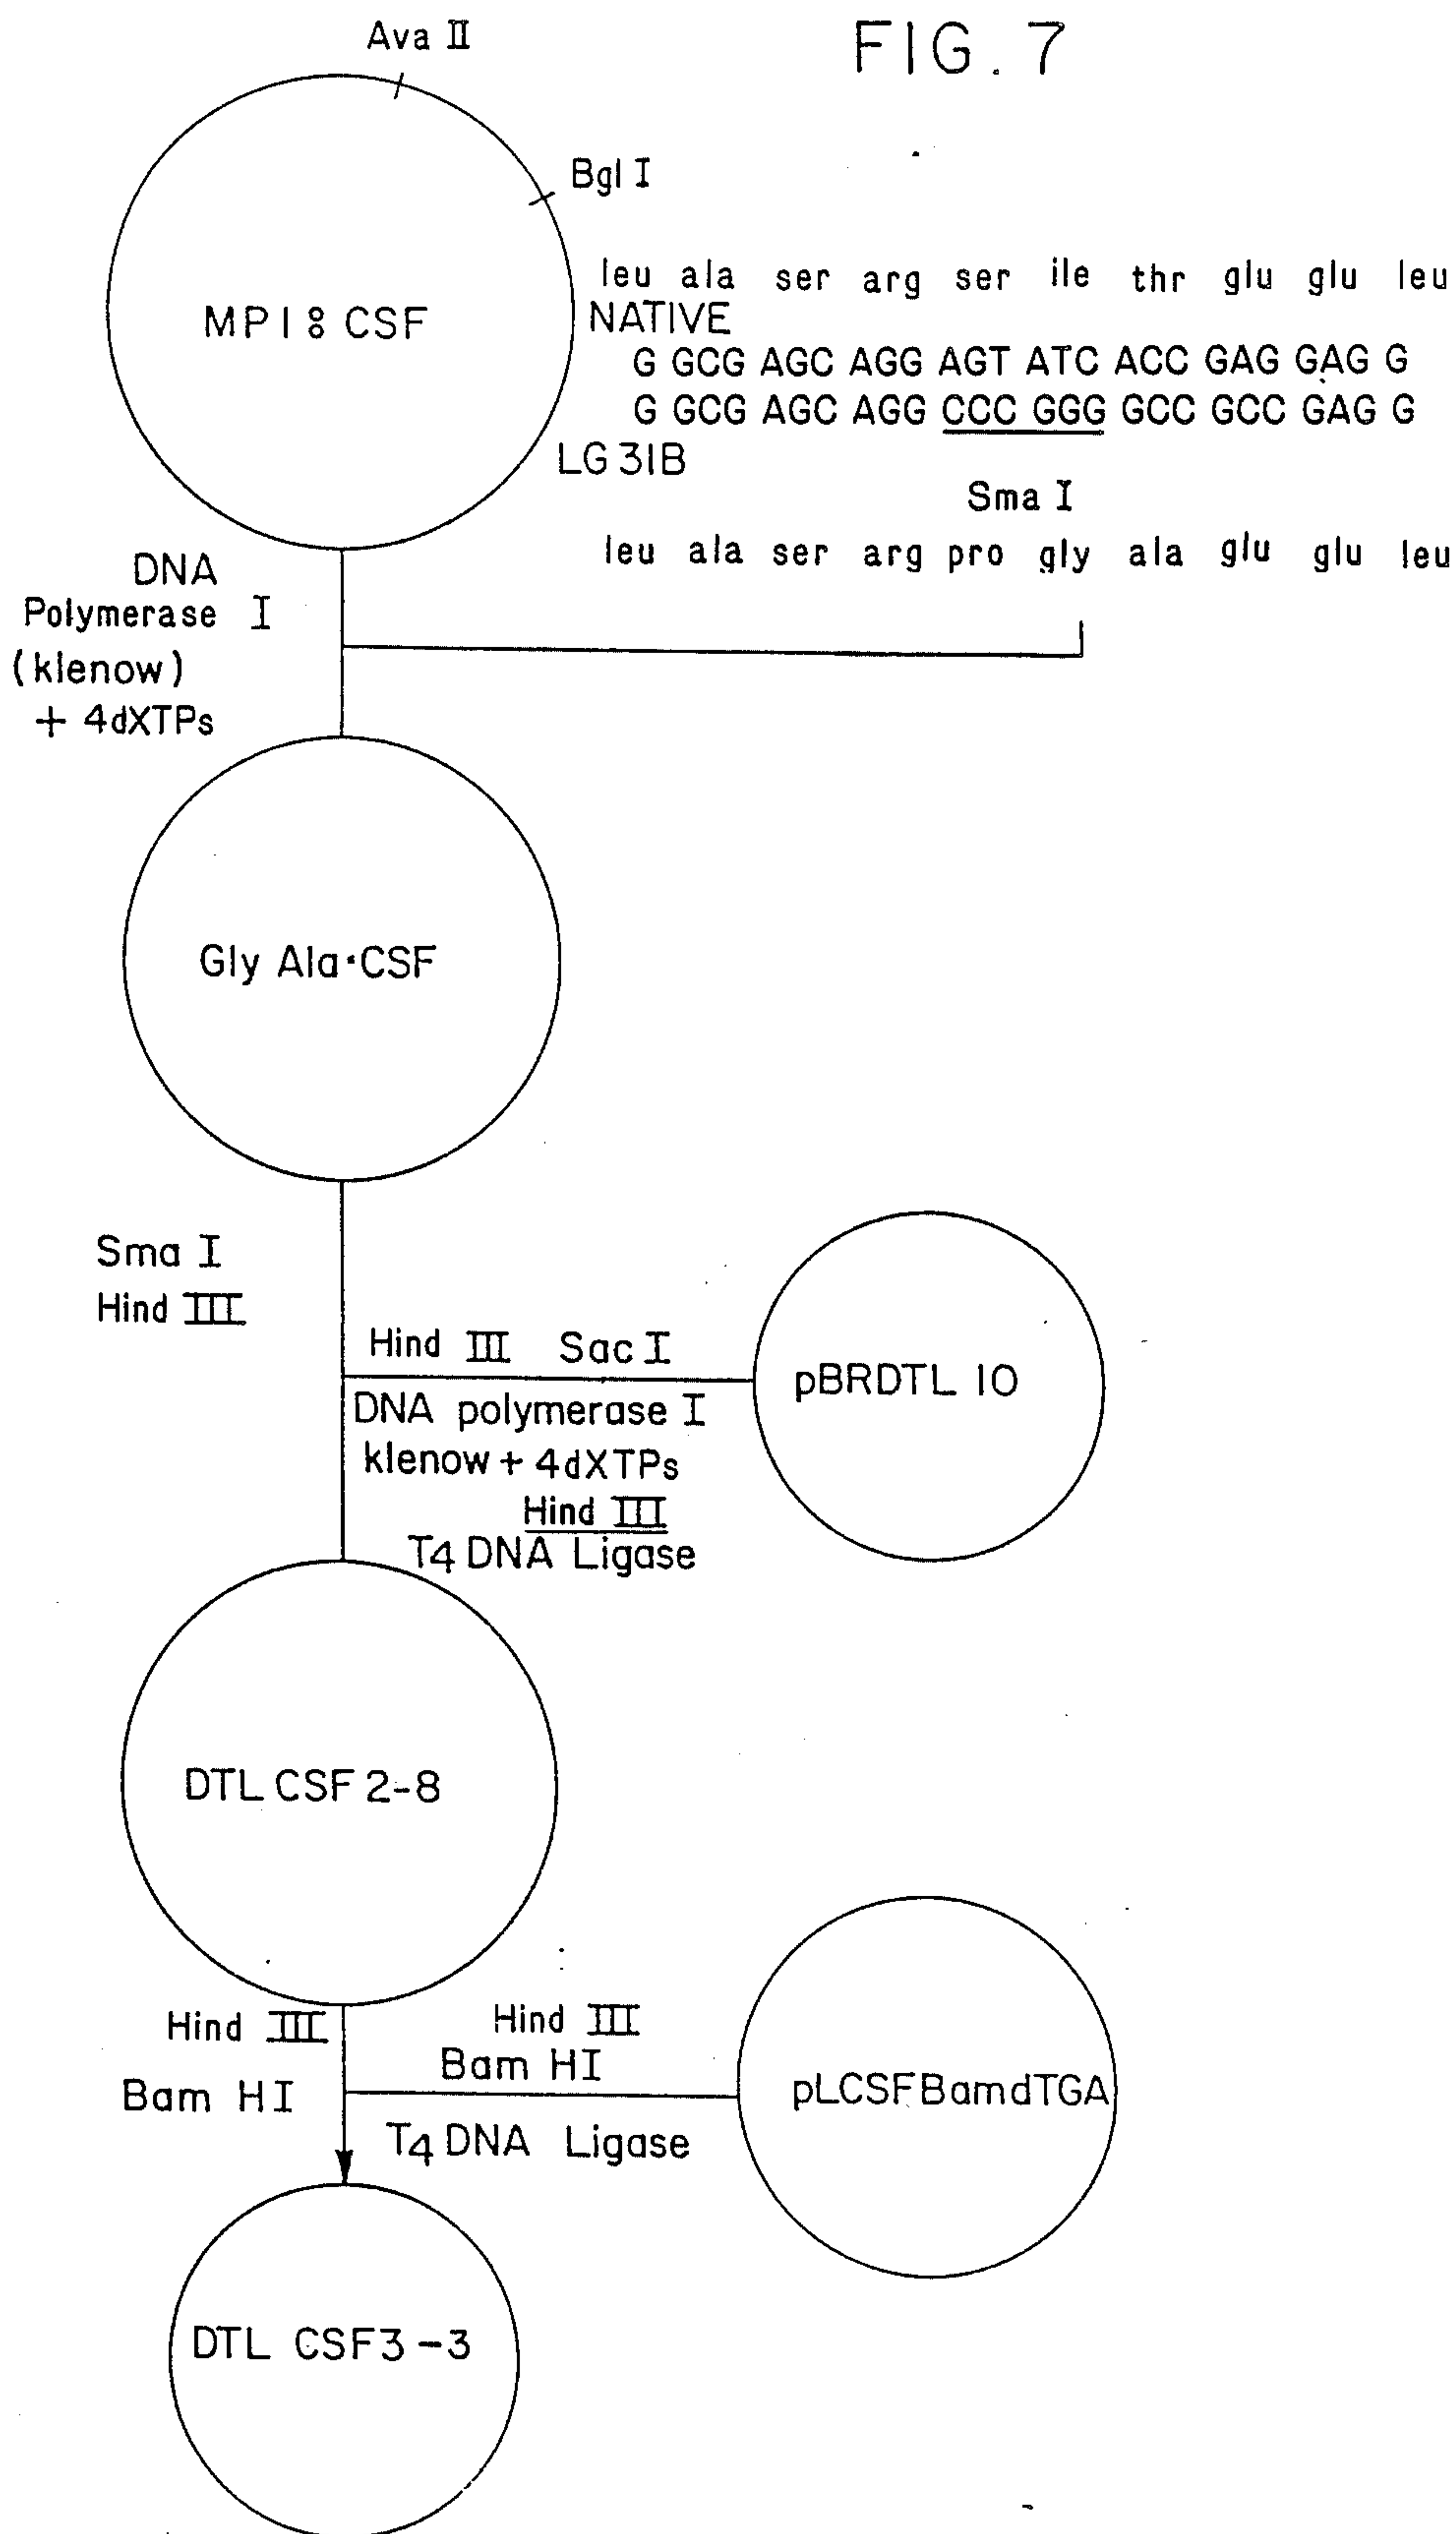 FIG. 7
Ava II
Bgl I
MP18 CSF
leu ala ser arg ser ile thr glu glu leu
NATIVE
G GCG AGC AGG AGT ATC ACC GAG GAG G
G GCG AGC AGG CCC GGG GCC GCC GAG G
LG31B
Sma I
leu ala ser arg pro gly ala glu glu leu
DNA
Polymerase I
(klenow)
+ 4dXTPs
Gly Ala·CSF
Sma I
Hind III
Hind III Sac I
pBRDTL 10
DNA polymerase I
klenow + 4dXTPs
Hind III
T4 DNA Ligase
DTL CSF 2-8
Hind III
Bam HI
Hind III
Bam HI
pLCSFBamdTGA
T4 DNA Ligase
DTL CSF3-3